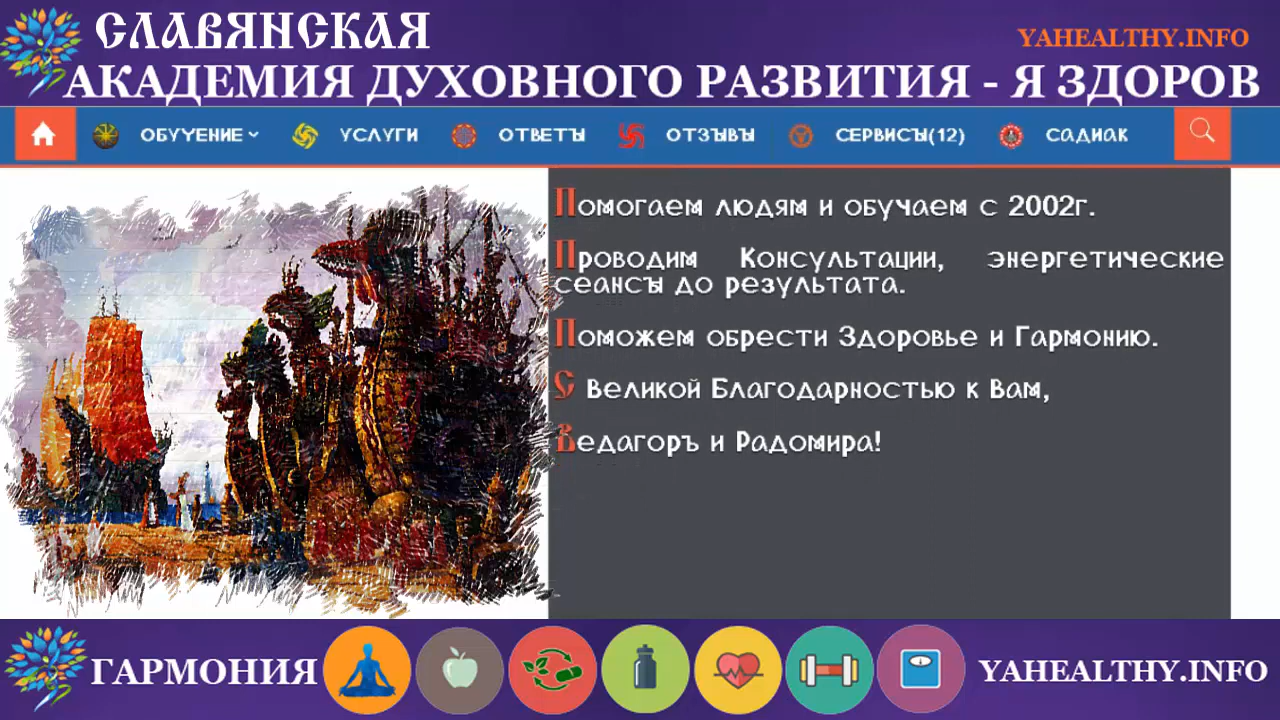 СЛАВЯНСКАЯ
YAHEALTHY.INFO
АКАДЕМИЯ ДУХОВНОГО РАЗВИТИЯ - Я ЗДОРОВ
ОБУЧЕНИЕ УСЛУГИ ОТВЕТЫ ОТЗЫВЫ СЕРВИСЫ(12) САДИАК
Помогаем людям и обучаем с 2002г.
Проводим Консультации, энергетические
сеансы до результата.
Поможем обрести Здоровье и Гармонию.
С Великой Благодарностью к Вам,
Ведагоръ и Радомира!
ГАРМОНИЯ
YAHEALTHY.INFO